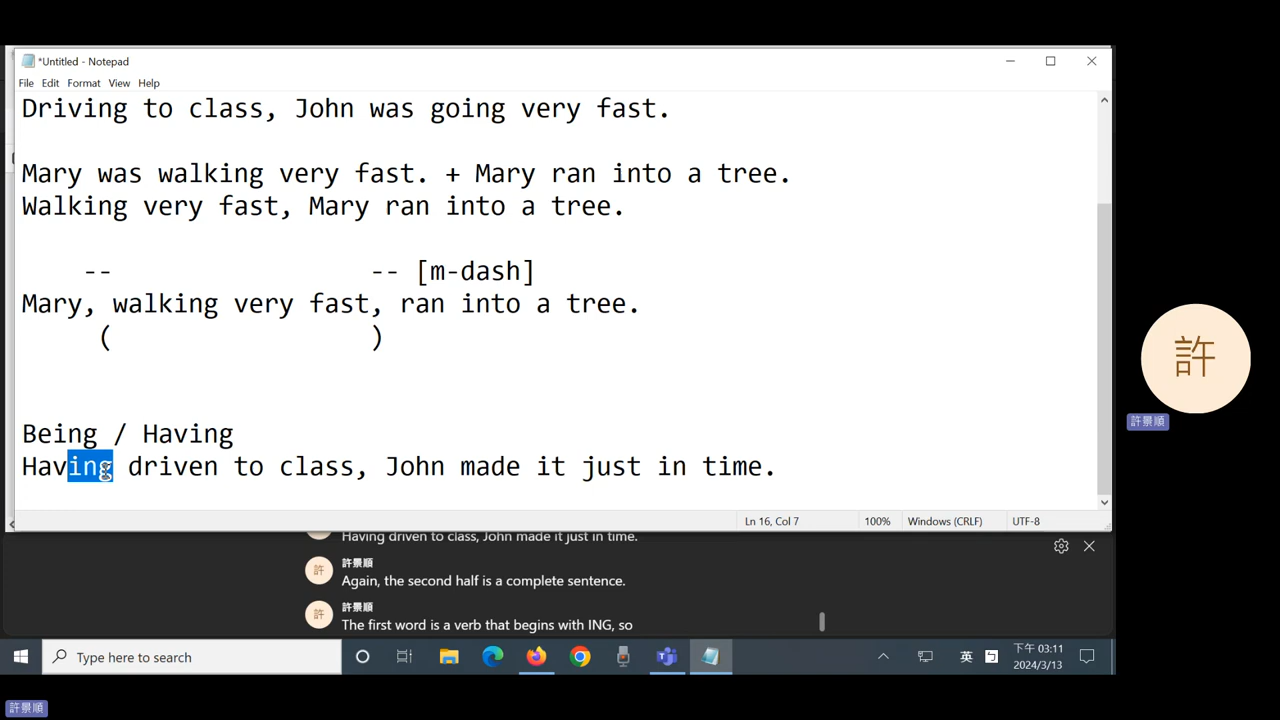 *Untitled - Notepad
File Edit Format View Help
Driving to class, John was going very fast.
Mary was walking very fast. + Mary ran into a tree.
Walking very fast, Mary ran into a tree.
-- -- [m-dash]
Mary, walking very fast, ran into a tree.
( )
Being / Having
Having driven to class, John made it just in time.
Ln 16, Col 7 100% Windows (CRLF) UTF-8
Having driven to class, John made it just in time.
許景順
許 Again, the second half is a complete sentence.
許景順
許 The first word is a verb that begins with ING, so
許
許景順
Type here to search
英
下午 03:11
2024/3/13
許景順